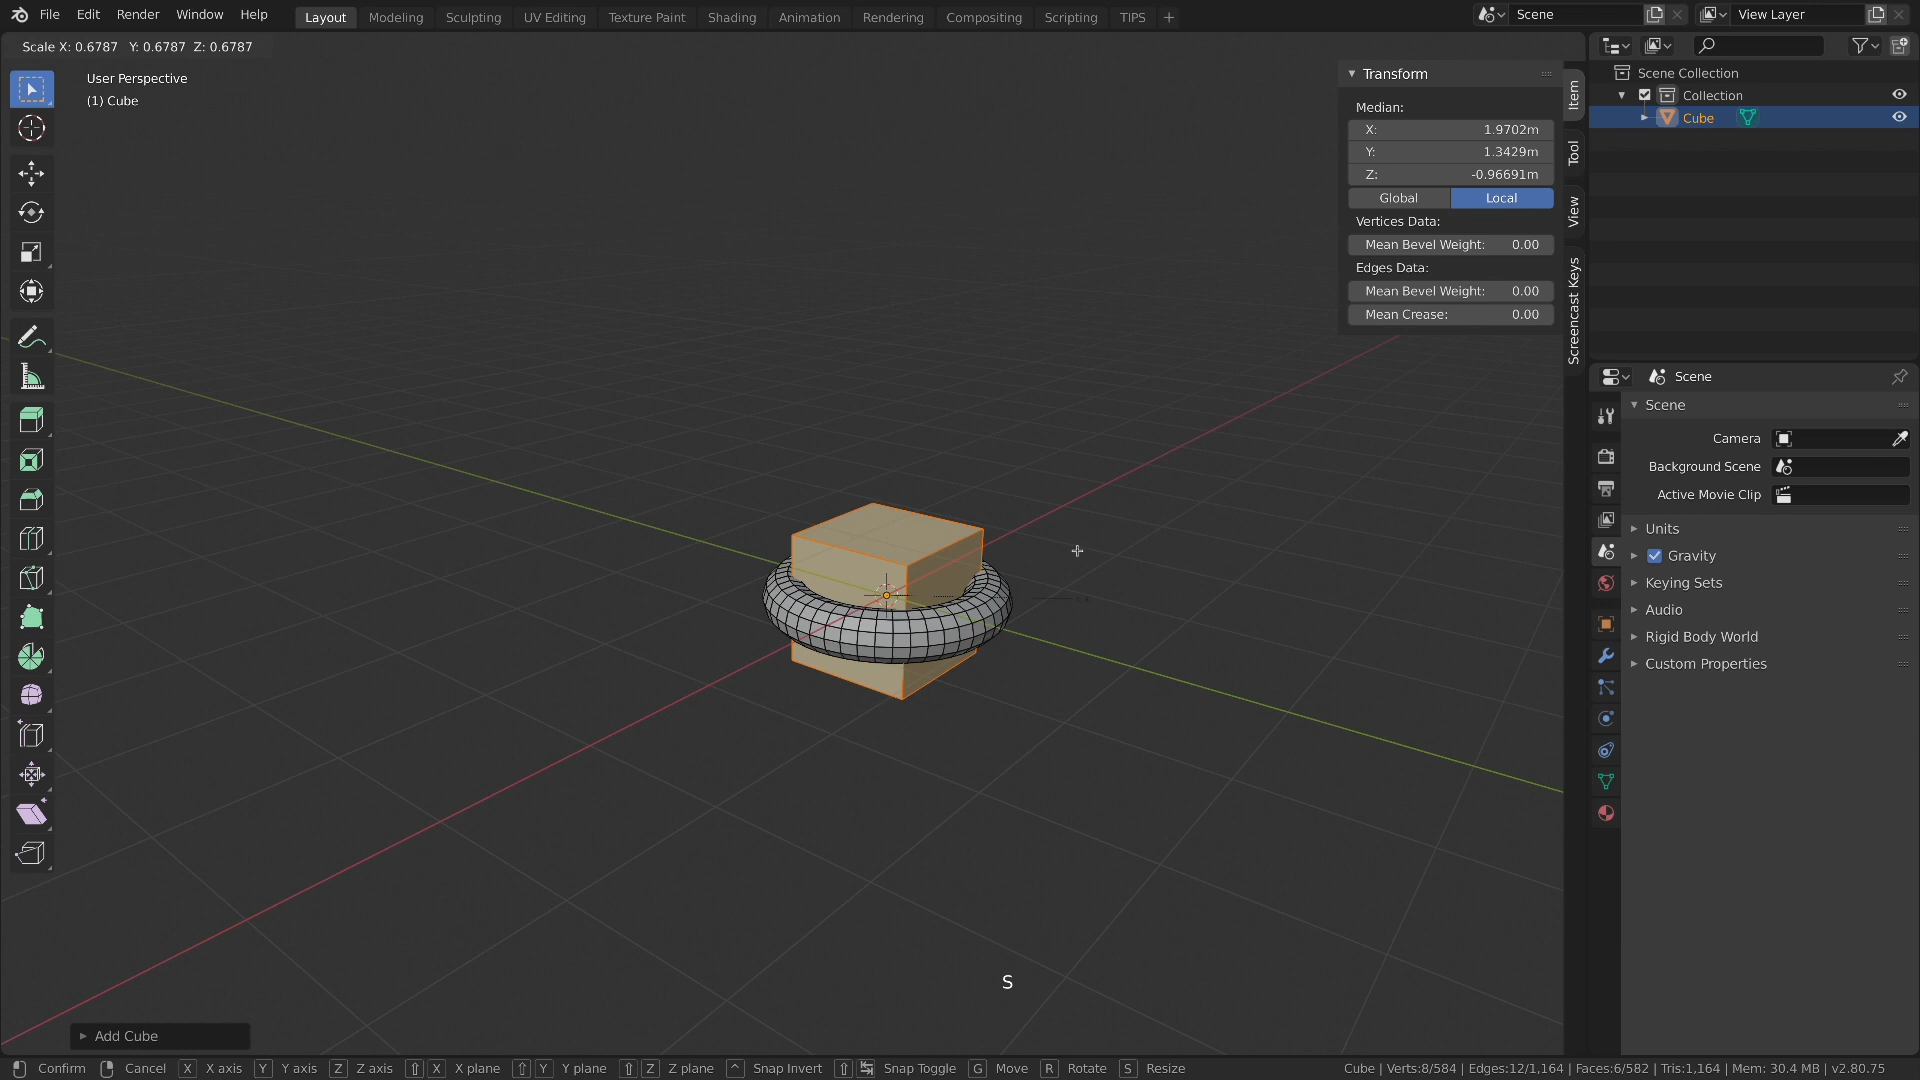 File Edit Render Window Help Layout Modeling Sculpting UV Editing Texture Paint Shading Animation Rendering Compositing Scripting TIPS + Scene View Layer
Scale X: 0.6787 Y: 0.6787 Z: 0.6787
User Perspective
(1) Cube
Transform
Median:
X: 1.9702m
Y: 1.3429m
Z: -0.96691m
Global Local
Vertices Data:
Mean Bevel Weight: 0.00
Edges Data:
Mean Bevel Weight: 0.00
Mean Crease: 0.00
Item
Tool
View
Screencast Keys
Scene Collection
Collection
Cube
Scene
Scene
Camera
Background Scene
Active Movie Clip
Units
Gravity
Keying Sets
Audio
Rigid Body World
Custom Properties
S
Add Cube
Confirm Cancel X X axis Y Y axis Z Z axis X X plane Y Y plane Z Z plane ^ Snap Invert Snap Toggle G Move R Rotate S Resize Cube | Verts:8/584 | Edges:12/1,164 | Faces:6/582 | Tris:1,164 | Mem: 30.4 MB | v2.80.75